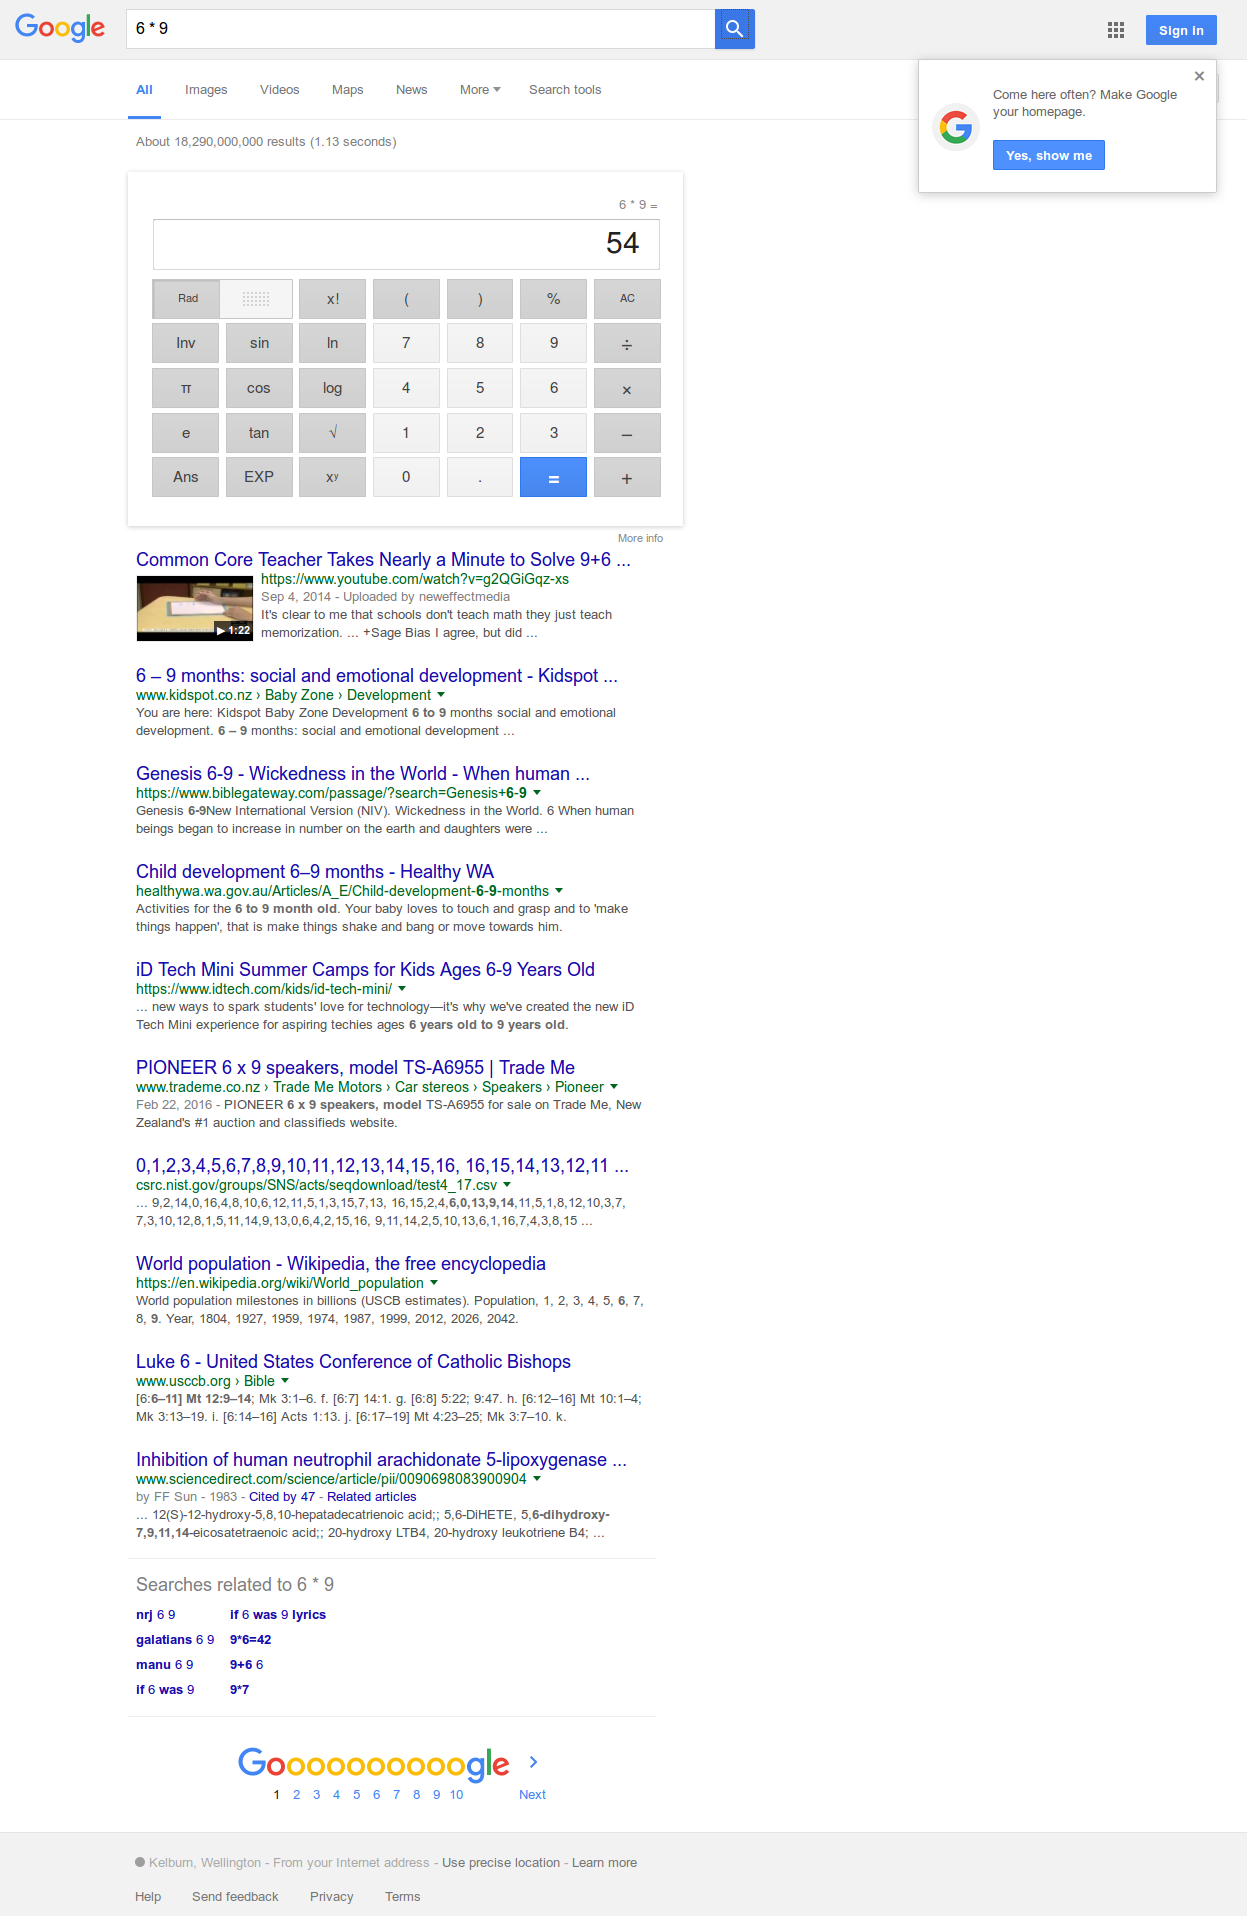 Google
6 * 9
Sign in
All Images Videos Maps News More Search tools
Come here often? Make Google
your homepage.
Yes, show me
About 18,290,000,000 results (1.13 seconds)
6 * 9 =
54
Rad x! ( ) % AC
Inv sin ln 7 8 9 ÷
π cos log 4 5 6 ×
e tan √ 1 2 3 −
Ans EXP xy 0 . = +
More info
Common Core Teacher Takes Nearly a Minute to Solve 9+6 ...
https://www.youtube.com/watch?v=g2QGiGqz-xs
Sep 4, 2014 - Uploaded by neweffectmedia
It's clear to me that schools don't teach math they just teach
memorization. ... +Sage Bias I agree, but did ...
1:22
6 – 9 months: social and emotional development - Kidspot ...
www.kidspot.co.nz › Baby Zone › Development
You are here: Kidspot Baby Zone Development 6 to 9 months social and emotional
development. 6 – 9 months: social and emotional development ...
Genesis 6-9 - Wickedness in the World - When human ...
https://www.biblegateway.com/passage/?search=Genesis+6-9
Genesis 6-9New International Version (NIV). Wickedness in the World. 6 When human
beings began to increase in number on the earth and daughters were ...
Child development 6–9 months - Healthy WA
healthywa.wa.gov.au/Articles/A_E/Child-development-6-9-months
Activities for the 6 to 9 month old. Your baby loves to touch and grasp and to 'make
things happen', that is make things shake and bang or move towards him.
iD Tech Mini Summer Camps for Kids Ages 6-9 Years Old
https://www.idtech.com/kids/id-tech-mini/
... new ways to spark students' love for technology—it's why we've created the new iD
Tech Mini experience for aspiring techies ages 6 years old to 9 years old.
PIONEER 6 x 9 speakers, model TS-A6955 | Trade Me
www.trademe.co.nz › Trade Me Motors › Car stereos › Speakers › Pioneer
Feb 22, 2016 - PIONEER 6 x 9 speakers, model TS-A6955 for sale on Trade Me, New
Zealand's #1 auction and classifieds website.
0,1,2,3,4,5,6,7,8,9,10,11,12,13,14,15,16, 16,15,14,13,12,11 ...
csrc.nist.gov/groups/SNS/acts/seqdownload/test4_17.csv
... 9,2,14,0,16,4,8,10,6,12,11,5,1,3,15,7,13, 16,15,2,4,6,0,13,9,14,11,5,1,8,12,10,3,7,
7,3,10,12,8,1,5,11,14,9,13,0,6,4,2,15,16, 9,11,14,2,5,10,13,6,1,16,7,4,3,8,15 ...
World population - Wikipedia, the free encyclopedia
https://en.wikipedia.org/wiki/World_population
World population milestones in billions (USCB estimates). Population, 1, 2, 3, 4, 5, 6, 7,
8, 9. Year, 1804, 1927, 1959, 1974, 1987, 1999, 2012, 2026, 2042.
Luke 6 - United States Conference of Catholic Bishops
www.usccb.org › Bible
[6:6–11] Mt 12:9–14; Mk 3:1–6. f. [6:7] 14:1. g. [6:8] 5:22; 9:47. h. [6:12–16] Mt 10:1–4;
Mk 3:13–19. i. [6:14–16] Acts 1:13. j. [6:17–19] Mt 4:23–25; Mk 3:7–10. k.
Inhibition of human neutrophil arachidonate 5-lipoxygenase ...
www.sciencedirect.com/science/article/pii/0090698083900904
by FF Sun - 1983 - Cited by 47 - Related articles
... 12(S)-12-hydroxy-5,8,10-hepatadecatrienoic acid;; 5,6-DiHETE, 5,6-dihydroxy-
7,9,11,14-eicosatetraenoic acid;; 20-hydroxy LTB4, 20-hydroxy leukotriene B4; ...
Searches related to 6 * 9
nrj 6 9 if 6 was 9 lyrics
galatians 6 9 9*6=42
manu 6 9 9+6 6
if 6 was 9 9*7
Goooooooooogle
1 2 3 4 5 6 7 8 9 10 Next
Kelburn, Wellington - From your Internet address - Use precise location - Learn more
Help Send feedback Privacy Terms